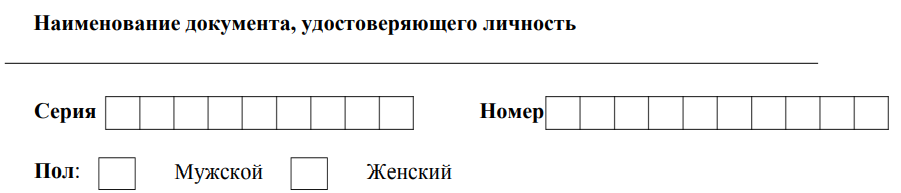 Наименование документа, удостоверяющего личность
Серия Номер
Пол: Мужской Женский